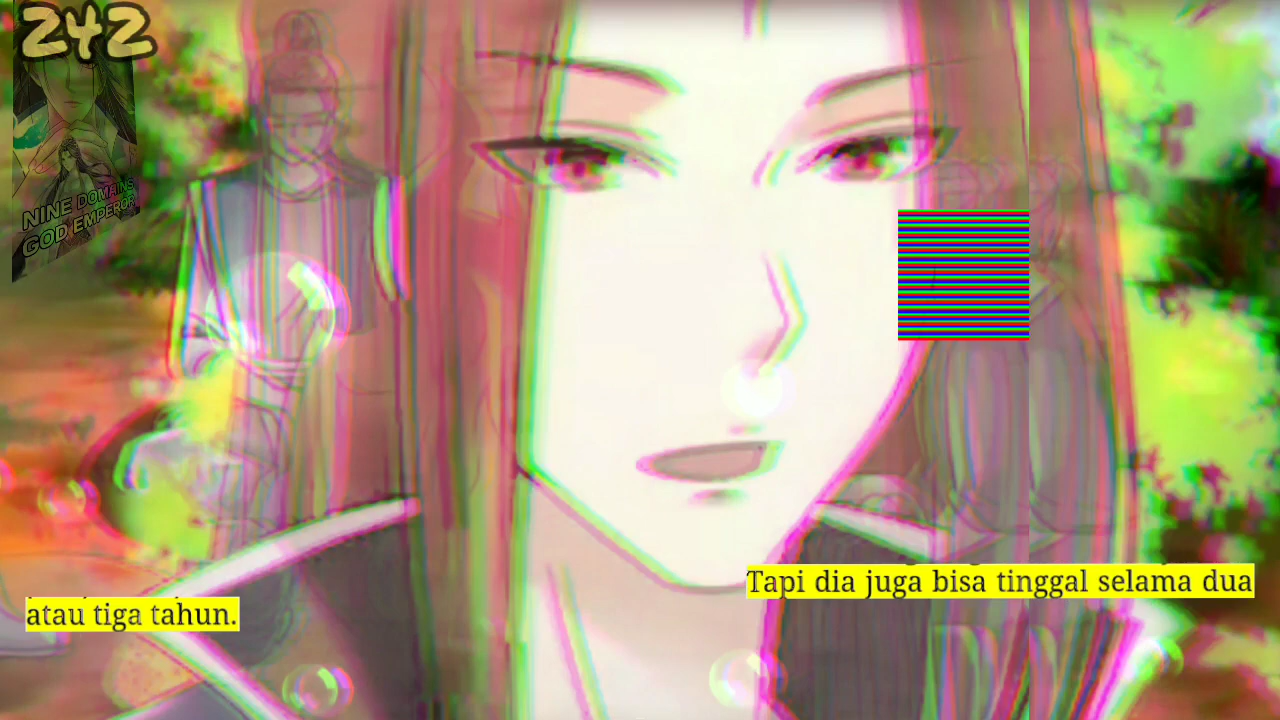 242
NINE DOMAINS
GOD EMPEROR
Tapi dia juga bisa tinggal selama dua
atau tiga tahun.